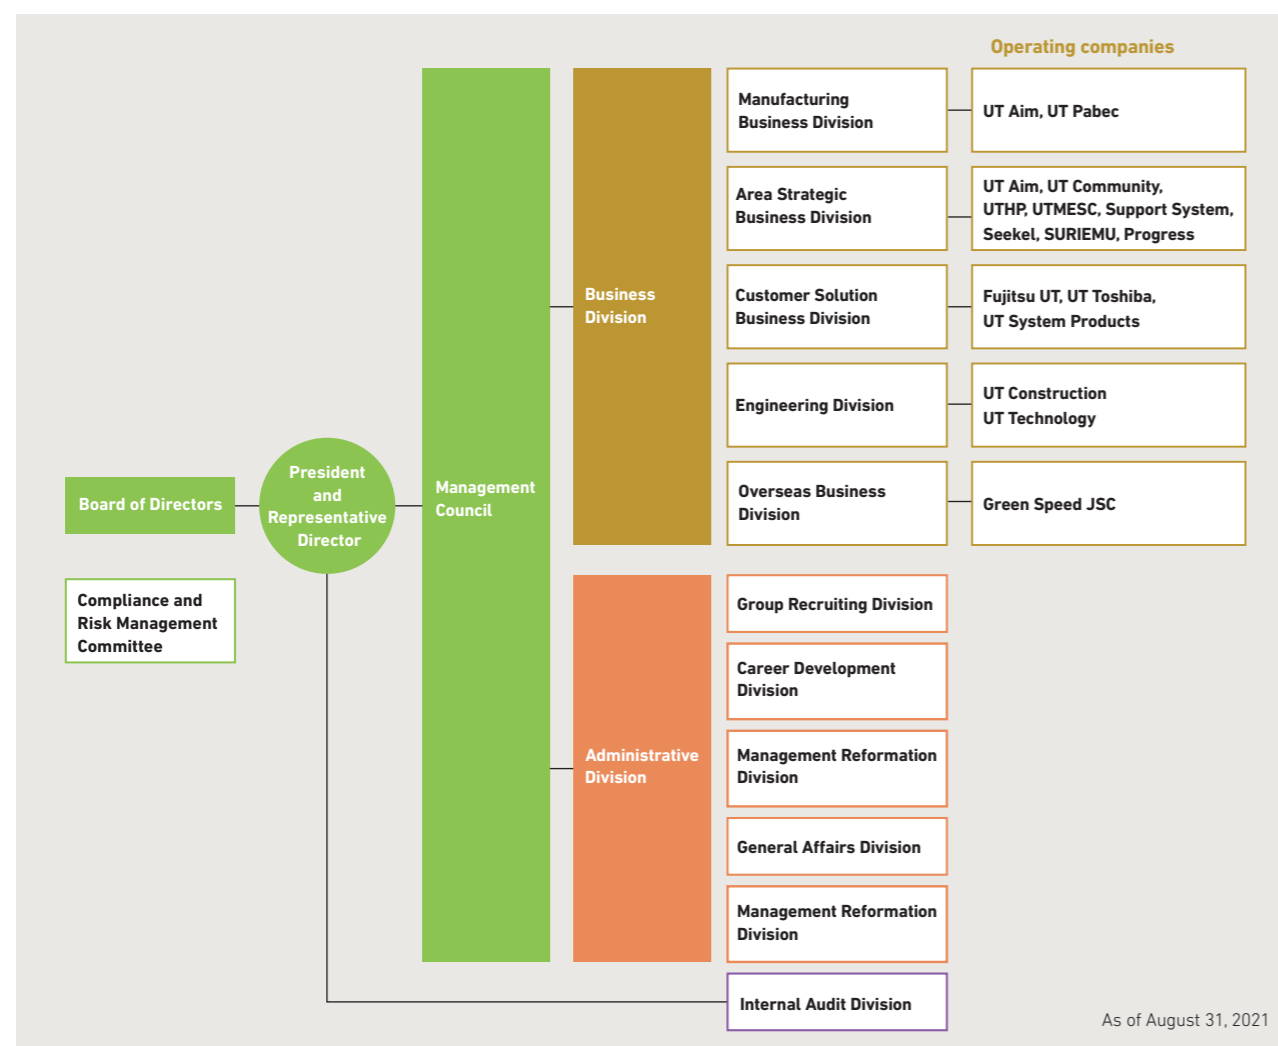 Operating companies
Manufacturing
Business Division
UT Aim, UT Pabec
Area Strategic
Business Division
UT Aim, UT Community,
UTHP, UTMESC, Support System,
Seekel, SURIEMU, Progress
Business
Division
Customer Solution
Business Division
Fujitsu UT, UT Toshiba,
UT System Products
Engineering Division
UT Construction
UT Technology
Board of Directors
President
and
Representative
Director
Management
Council
Overseas Business
Division
Green Speed JSC
Compliance and
Risk Management
Committee
Administrative
Division
Group Recruiting Division
Career Development
Division
Management Reformation
Division
General Affairs Division
Management Reformation
Division
Internal Audit Division
As of August 31, 2021